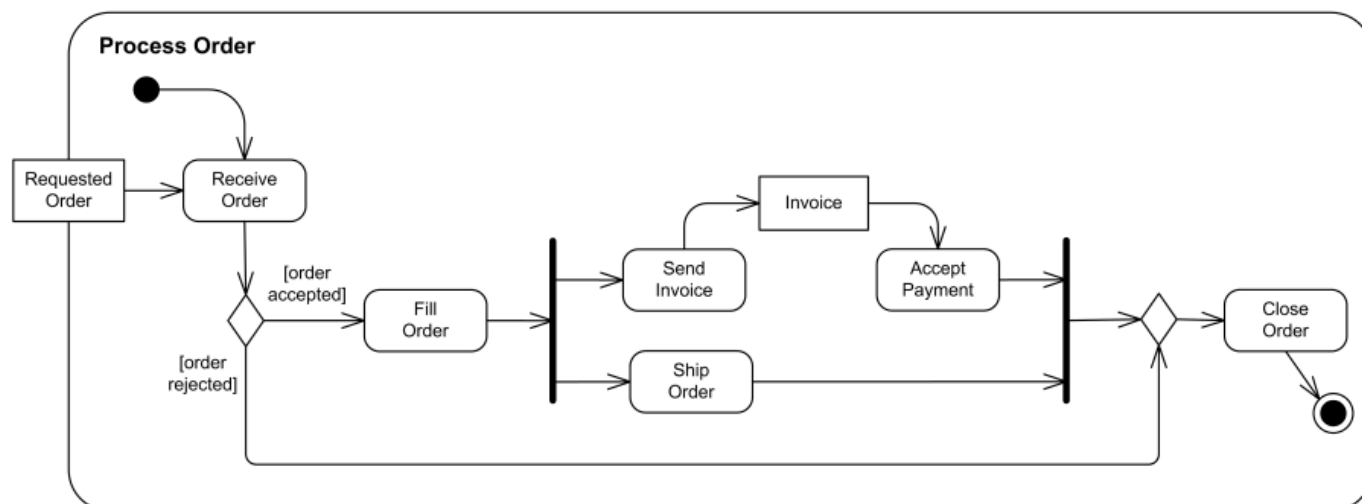 Process Order
Requested
Order
Receive
Order
[order
accepted]
[order
rejected]
Fill
Order
Send
Invoice
Invoice
Accept
Payment
Ship
Order
Close
Order